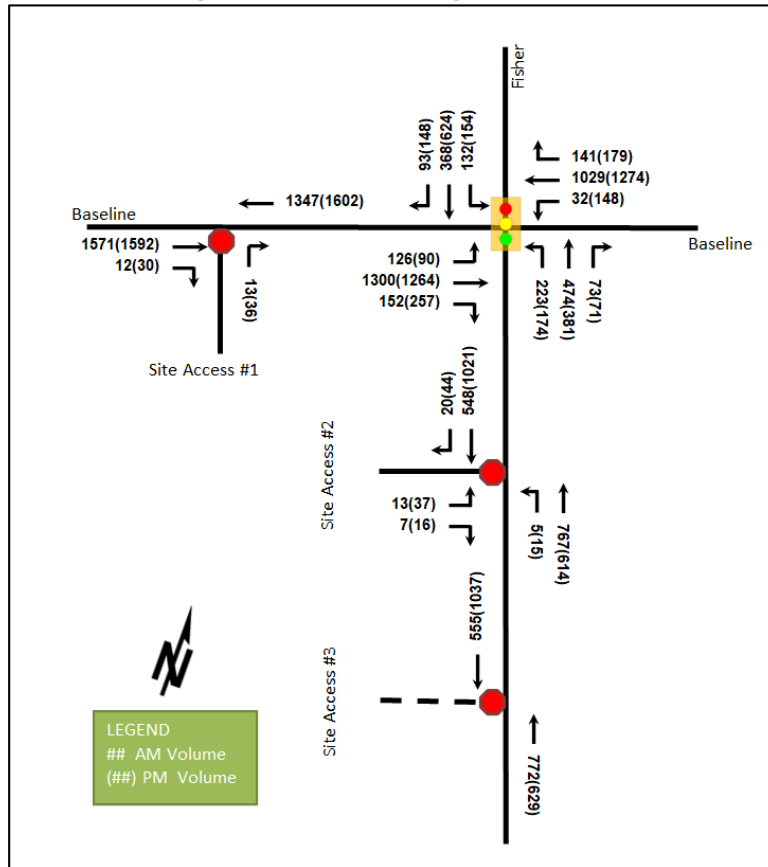 Fisher
93(148)
368(624)
132(154)
141(179)
1029(1274)
32(148)
1347(1602)
Baseline
Baseline
1571(1592)
12(30)
13(36)
126(90)
1300(1264)
152(257)
223(174)
474(381)
73(71)
Site Access #1
20(44)
548(1021)
Site Access #2
13(37)
7(16)
5(15)
767(614)
555(1037)
Site Access #3
N
772(629)
LEGEND
## AM Volume
(##) PM Volume